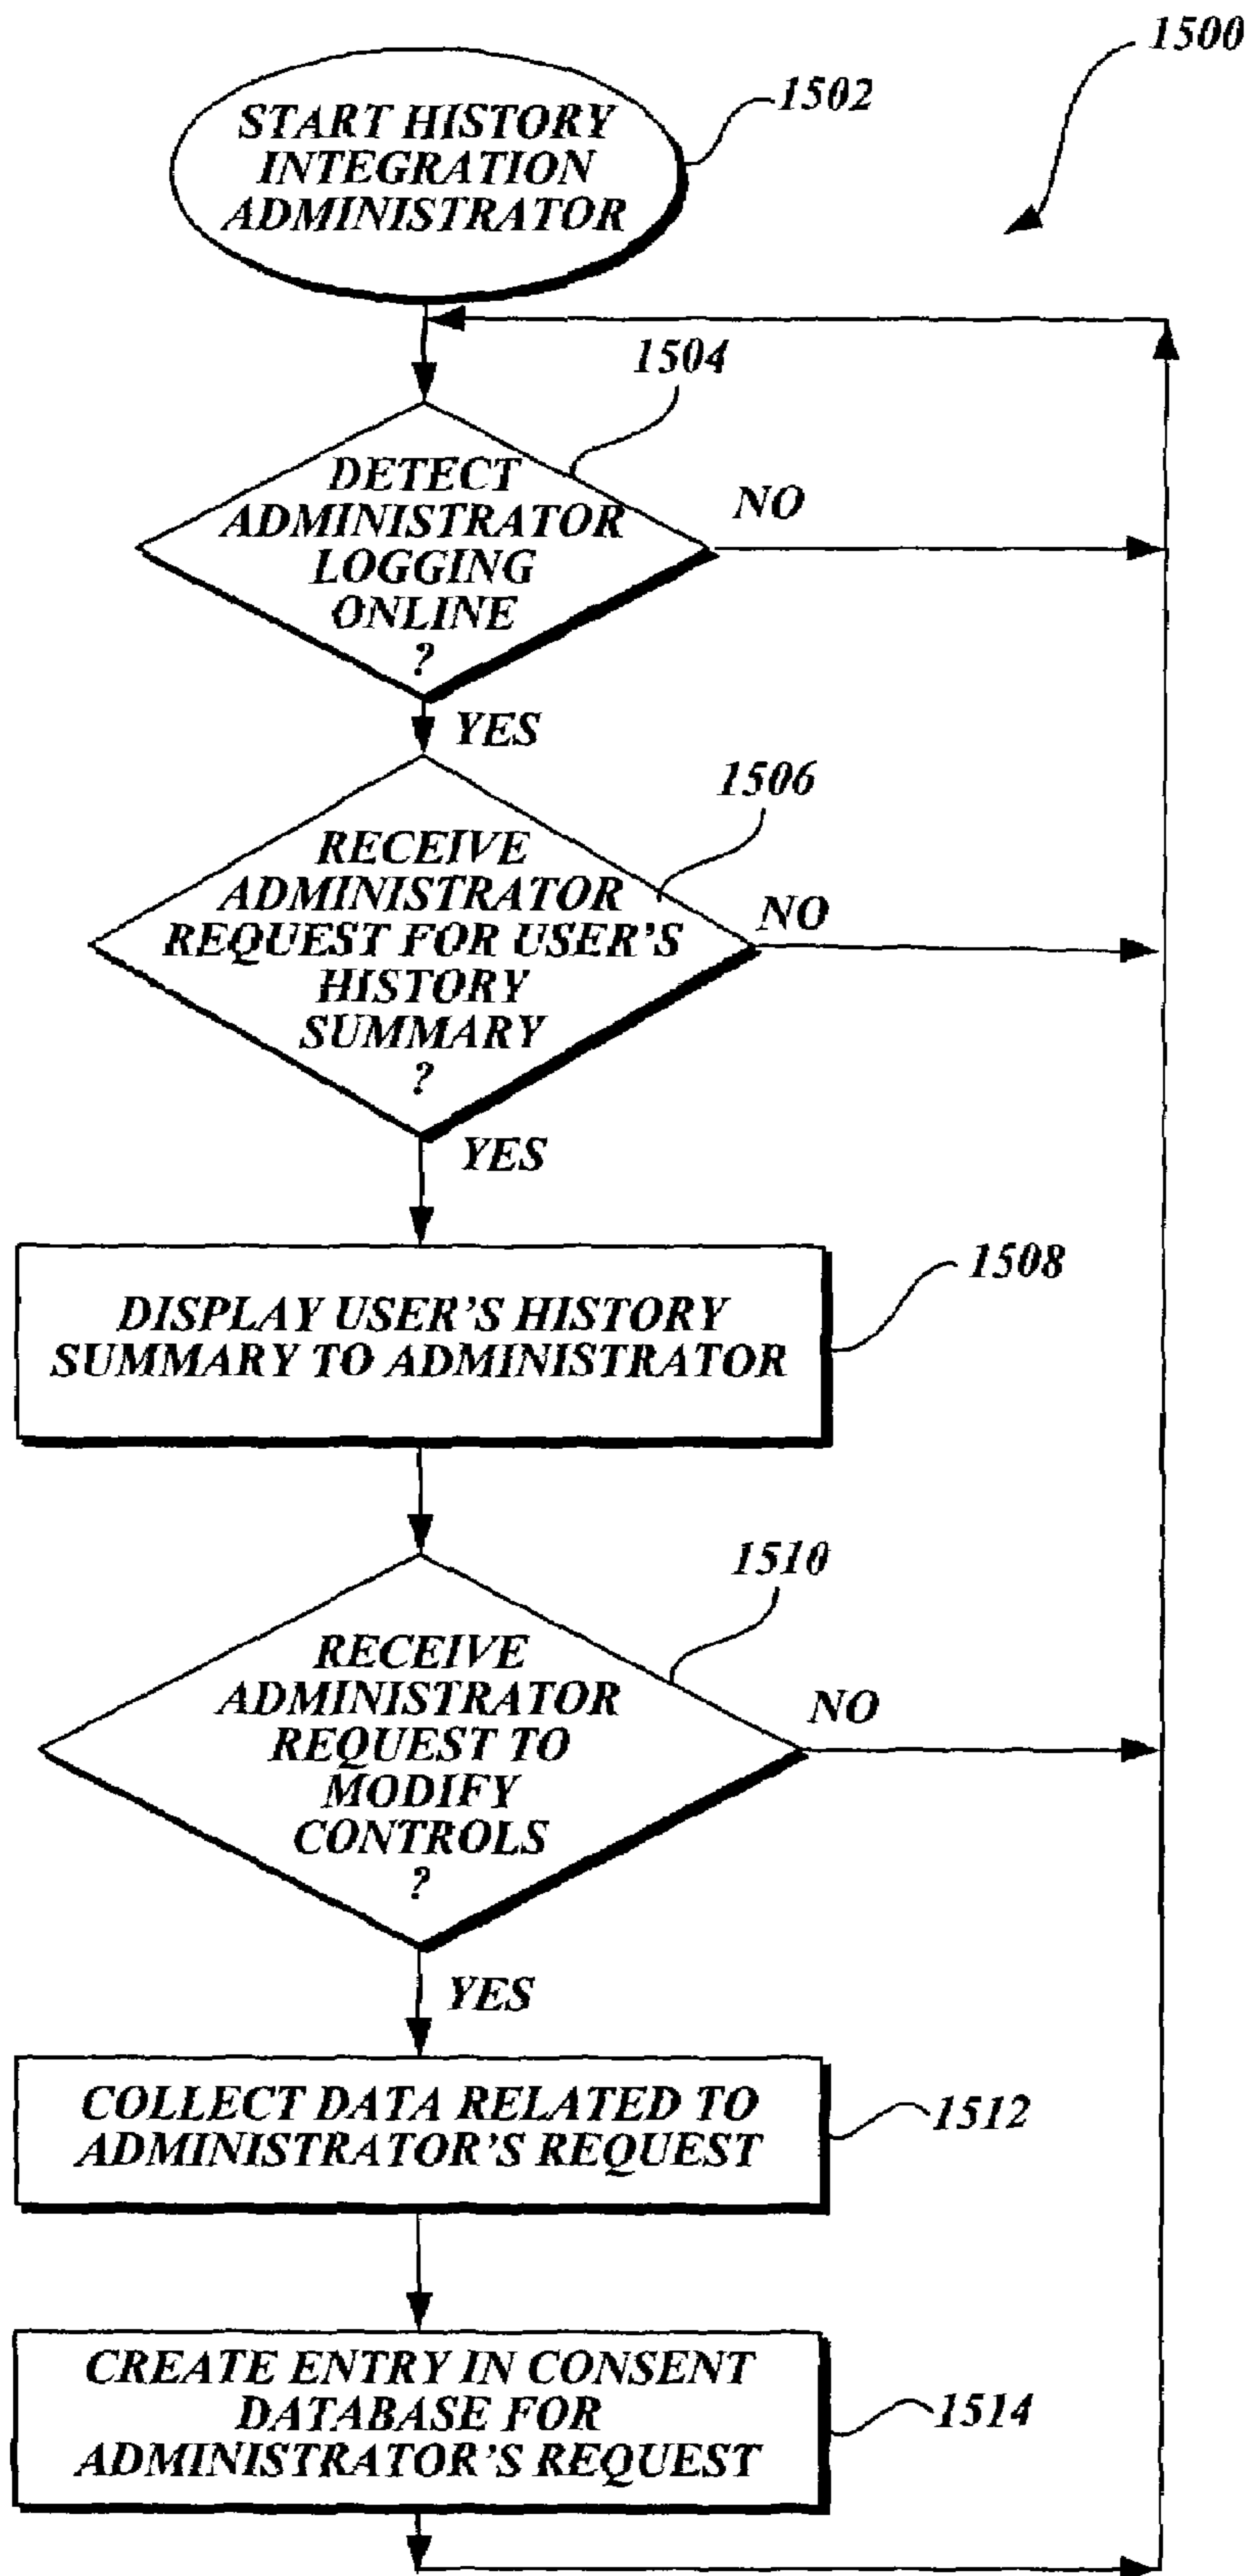 1500
START HISTORY
INTEGRATION
ADMINISTRATOR
1502
1504
DETECT
ADMINISTRATOR
LOGGING
ONLINE
?
NO
YES
1506
RECEIVE
ADMINISTRATOR
REQUEST FOR USER'S
HISTORY
SUMMARY
?
NO
YES
1508
DISPLAY USER'S HISTORY
SUMMARY TO ADMINISTRATOR
1510
RECEIVE
ADMINISTRATOR
REQUEST TO
MODIFY
CONTROLS
?
NO
YES
COLLECT DATA RELATED TO
ADMINISTRATOR'S REQUEST
1512
CREATE ENTRY IN CONSENT
DATABASE FOR
ADMINISTRATOR'S REQUEST
1514